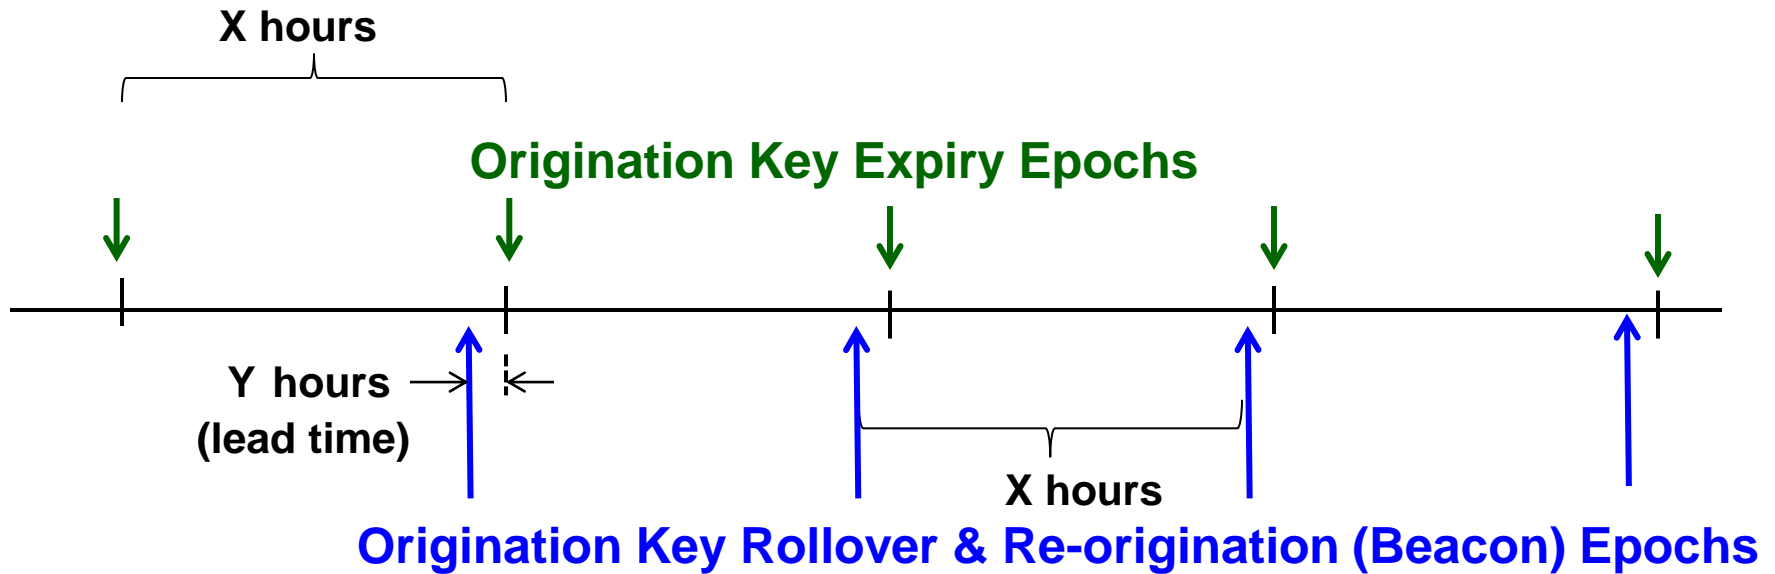 X hours
Origination Key Expiry Epochs
Y hours
(lead time)
X hours
Origination Key Rollover & Re-origination (Beacon) Epochs